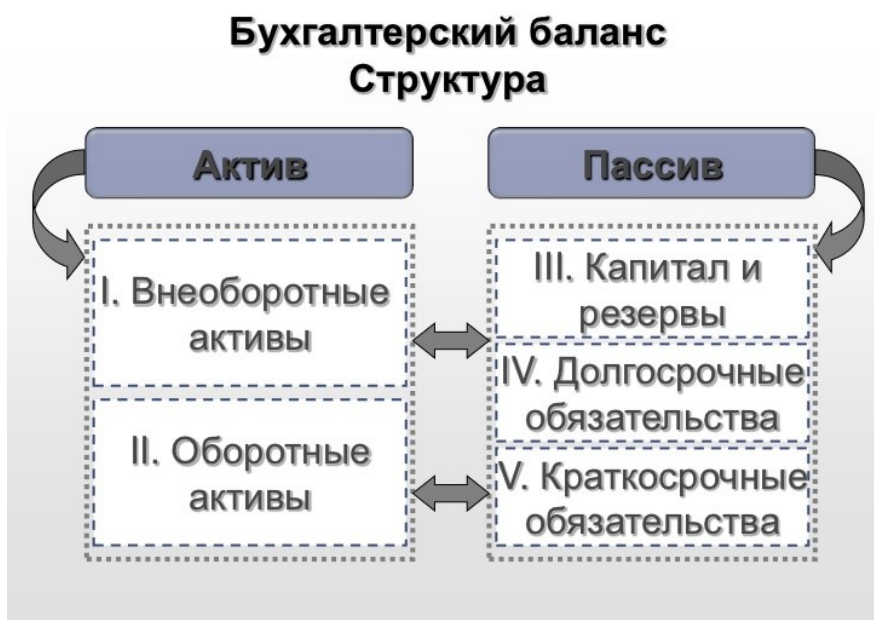 Бухгалтерский баланс
Структура
Актив
Пассив
I. Внеоборотные
активы
II. Оборотные
активы
III. Капитал и
резервы
IV. Долгосрочные
обязательства
V. Краткосрочные
обязательства